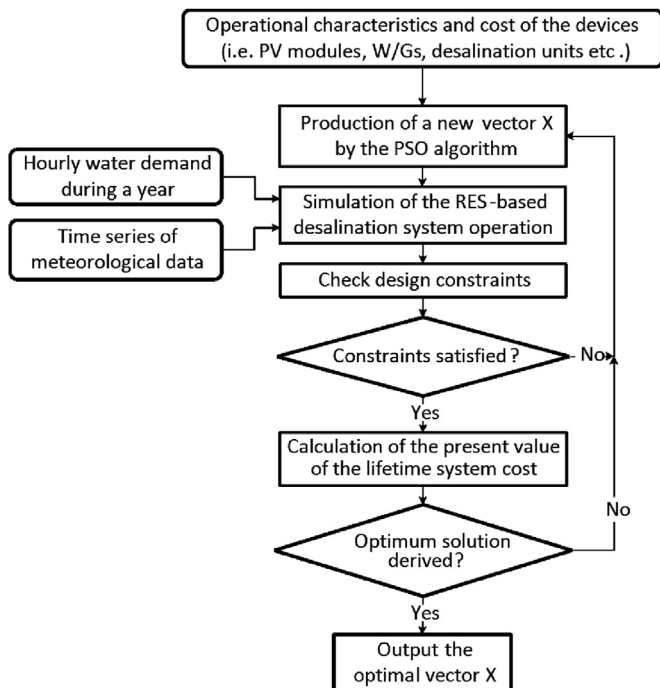 Operational characteristics and cost of the devices
(i.e. PV modules, W/Gs, desalination units etc .)
Production of a new vector X
by the PSO algorithm
Hourly water demand
during a year
Simulation of the RES-based
desalination system operation
Time series of
meteorological data
Check design constraints
Constraints satisfied ?
No
Yes
Calculation of the present value
of the lifetime system cost
No
Optimum solution
derived?
Yes
Output the
optimal vector X